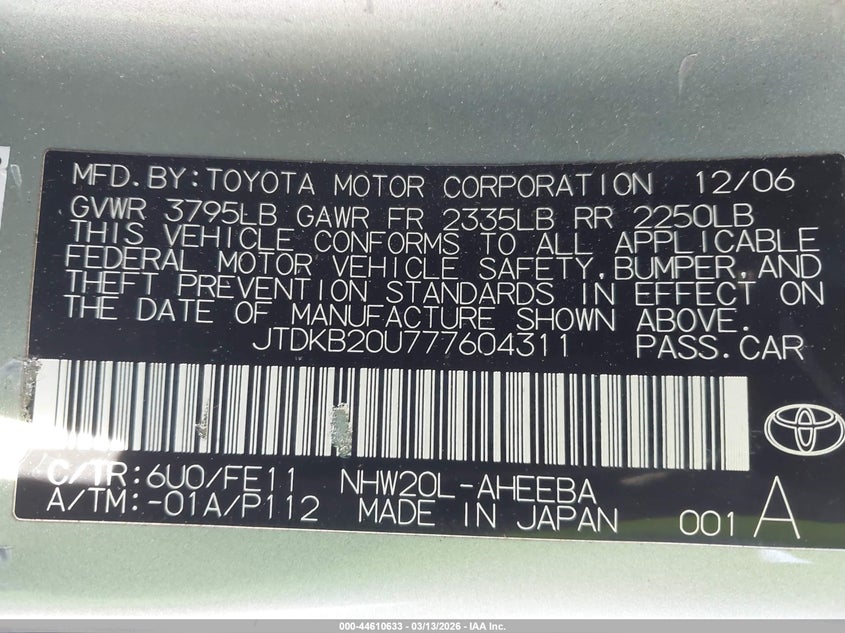 MFD.BY:TOYOTA MOTOR CORPORATION 12/06
GVWR 3795LB GAWR FR 2335LB RR 2250LB
THIS VEHICLE CONFORMS TO ALL APPLICABLE
FEDERAL MOTOR VEHICLE SAFETY,BUMPER,AND
THEFT PREVENTION STANDARDS IN EFFECT ON
THE DATE OF MANUFACTURE SHOWN ABOVE.
JTDKB20U777604311 PASS.CAR
C/TR:6U0/FE11 NHW20L-AHEEBA
A/TM:-01A/P112 MADE IN JAPAN 001 A
000-44610633 - 03/13/2026 - IAA Inc.